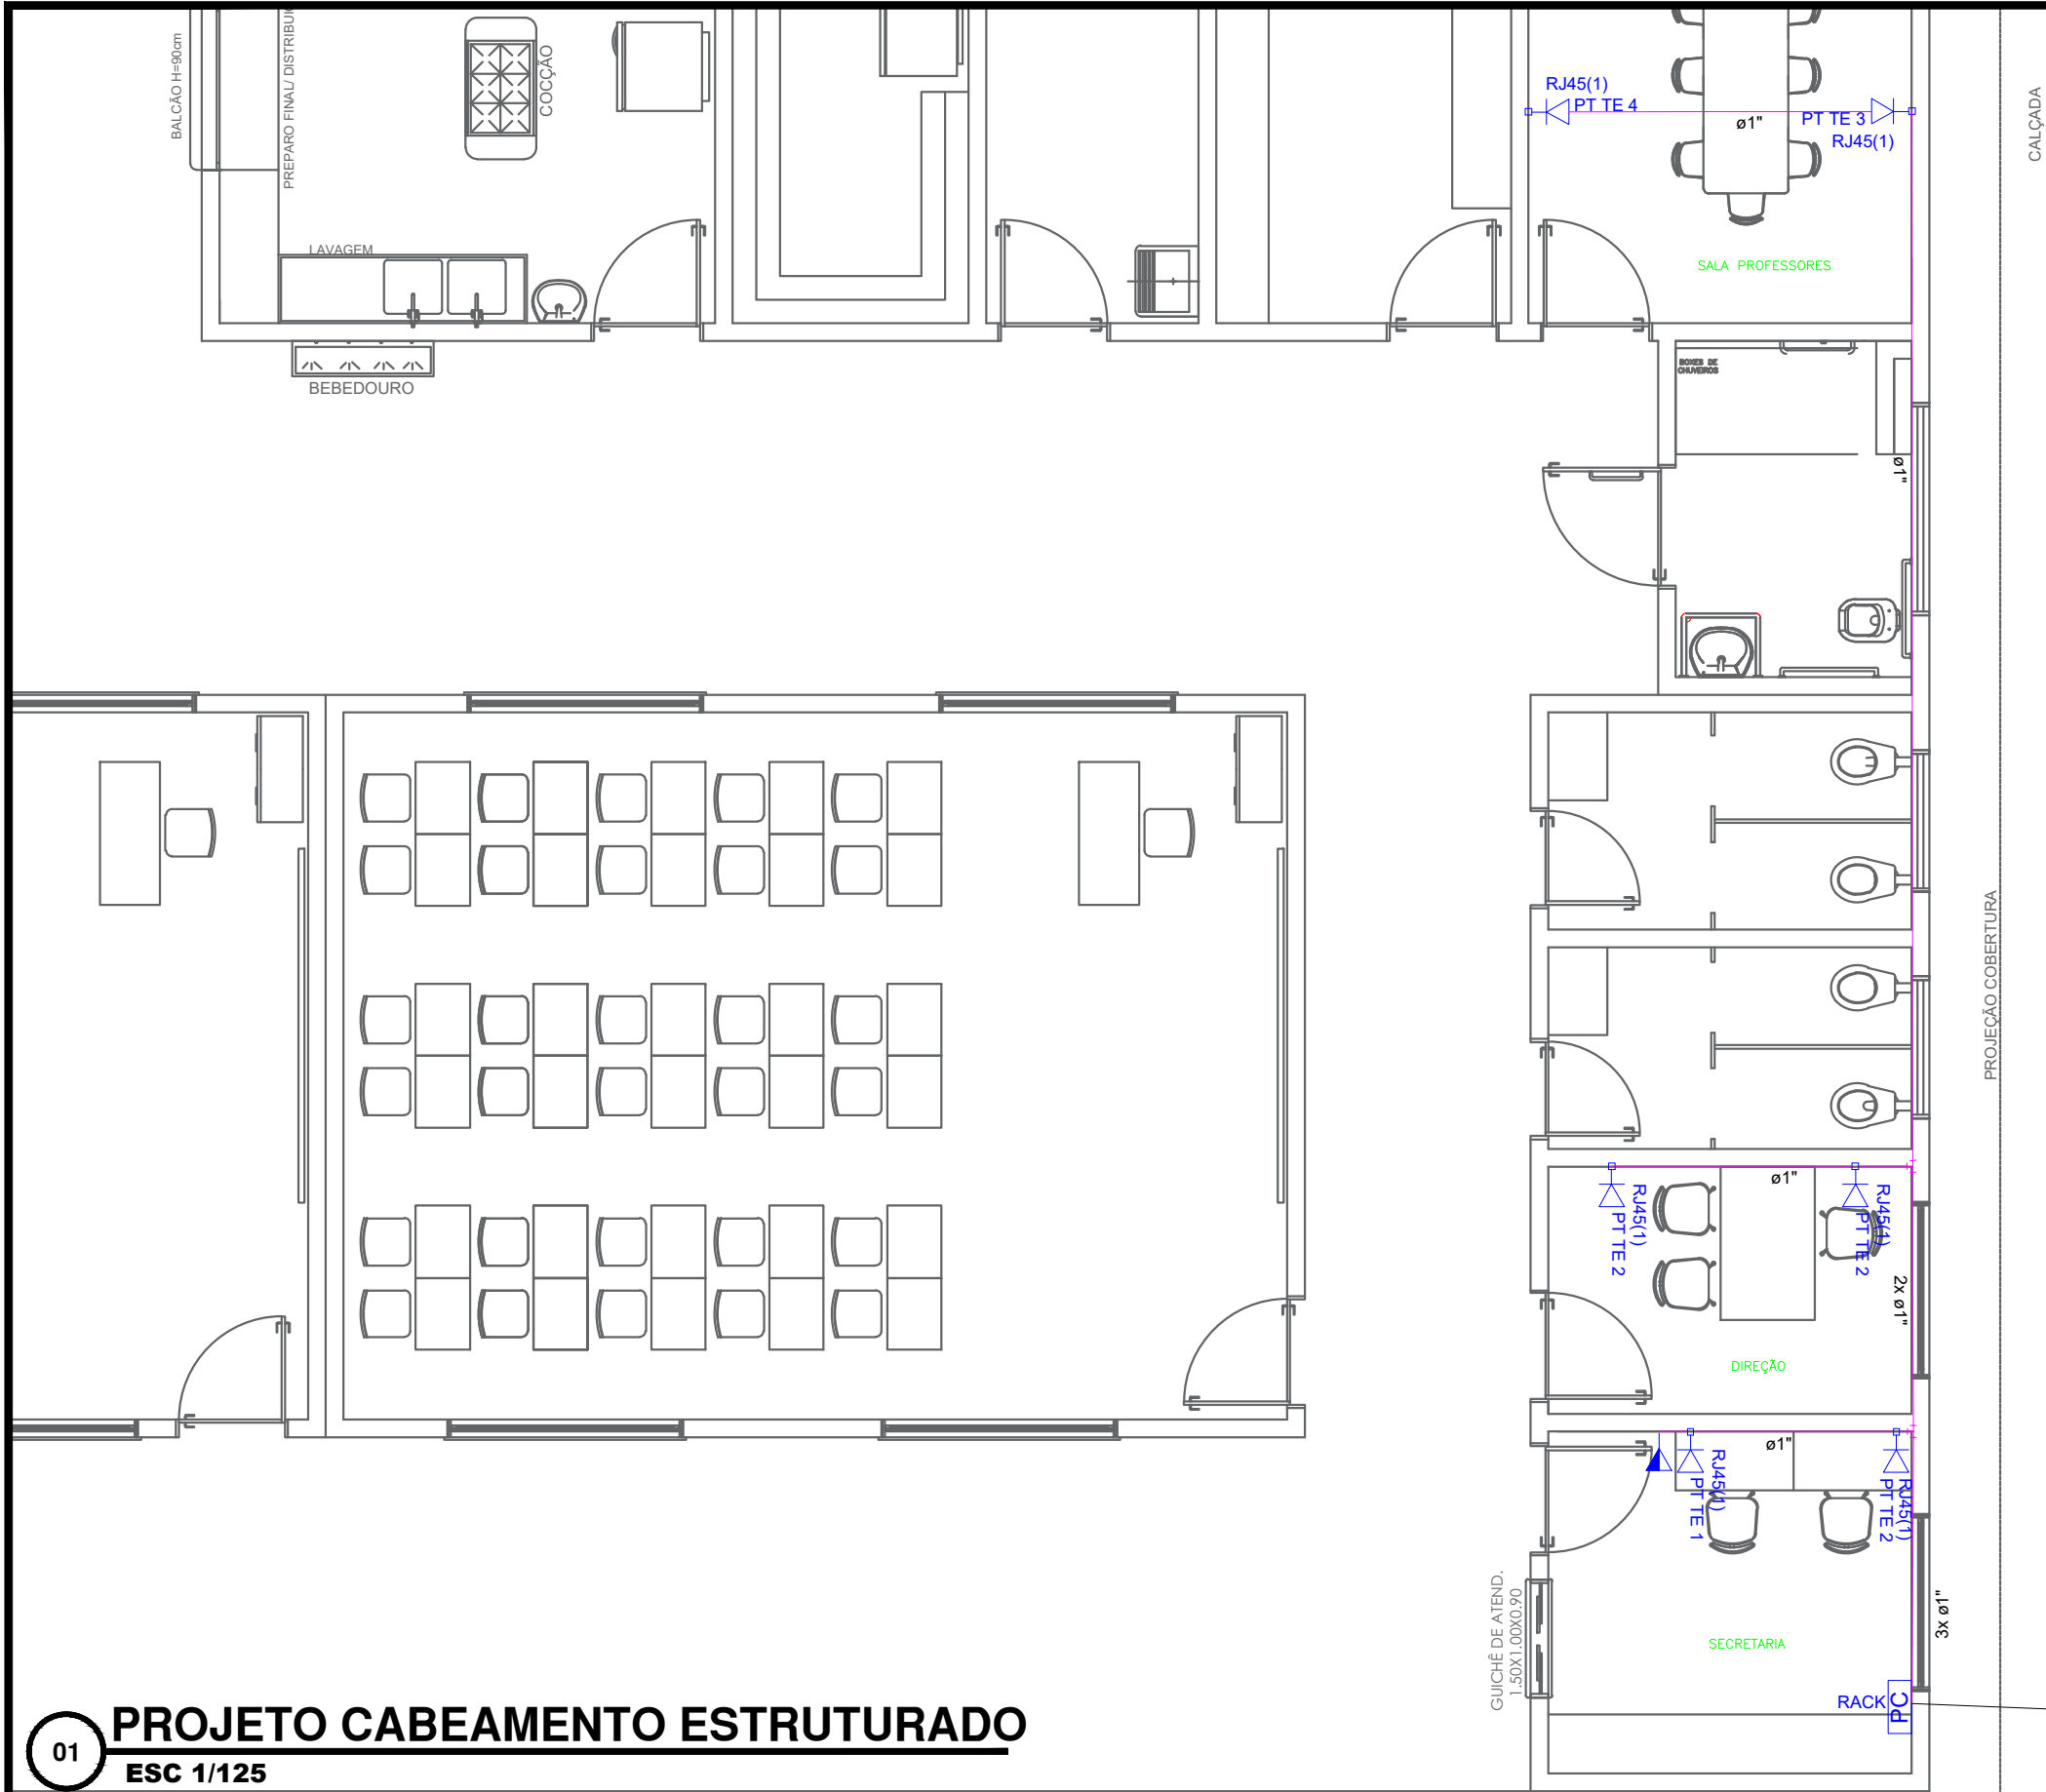 BALCÃO H=90cm
COCÇÃO
LAVAGEM
BEBEDOURO
RJ45(1)
PT TE 4
ø1"
PT TE 3
RJ45(1)
SALA PROFESSORES
CALÇADA
BOXES DE
CHUVEIROS
ø1"
PROJEÇÃO COBERTURA
RJ45(1)
PT TE 2
ø1"
RJ45(1)
PT TE 2
2x ø1"
DIREÇÃO
ø1"
RJ45(1)
PT TE 1
RJ45(1)
PT TE 2
GUICHÊ DE ATEND.
1.50X1.00X0.90
SECRETARIA
3x ø1"
RACK
PC
01
PROJETO CABEAMENTO ESTRUTURADO
ESC 1/125
PREPARO FINAL/